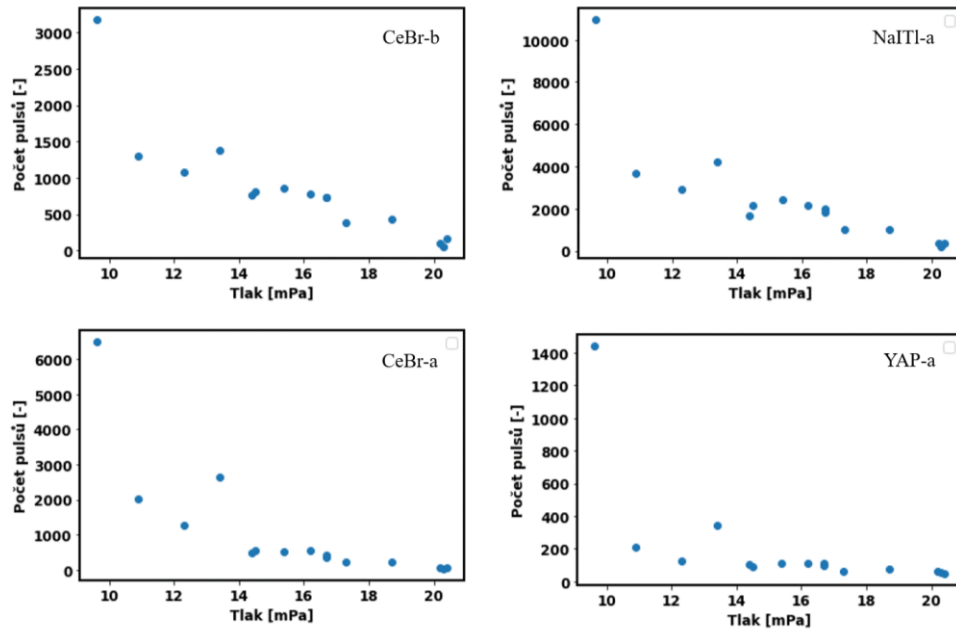 CeBr-b
Počet pulsů [-]
3000
2500
2000
1500
1000
500
0
10 12 14 16 18 20
Tlak [mPa]
NaITl-a
Počet pulsů [-]
10000
8000
6000
4000
2000
0
10 12 14 16 18 20
Tlak [mPa]
CeBr-a
Počet pulsů [-]
6000
5000
4000
3000
2000
1000
0
10 12 14 16 18 20
Tlak [mPa]
YAP-a
Počet pulsů [-]
1400
1200
1000
800
600
400
200
0
10 12 14 16 18 20
Tlak [mPa]